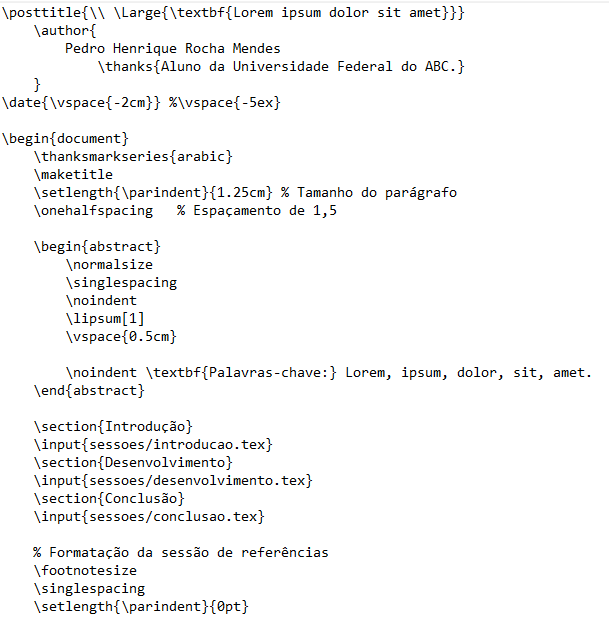 \posttitle{\\ \Large{\textbf{Lorem ipsum dolor sit amet}}}
    \author{
        Pedro Henrique Rocha Mendes
            \thanks{Aluno da Universidade Federal do ABC.}
    }
\date{\vspace{-2cm}} %\vspace{-5ex}

\begin{document}
    \thanksmarkseries{arabic}
    \maketitle
    \setlength{\parindent}{1.25cm} % Tamanho do parágrafo
    \onehalfspacing   % Espaçamento de 1,5

    \begin{abstract}
        \normalsize
        \singlespacing
        \noindent
        \lipsum[1]
        \vspace{0.5cm}

        \noindent \textbf{Palavras-chave:} Lorem, ipsum, dolor, sit, amet.
    \end{abstract}

    \section{Introdução}
    \input{sessoes/introducao.tex}
    \section{Desenvolvimento}
    \input{sessoes/desenvolvimento.tex}
    \section{Conclusão}
    \input{sessoes/conclusao.tex}

    % Formatação da sessão de referências
    \footnotesize
    \singlespacing
    \setlength{\parindent}{0pt}